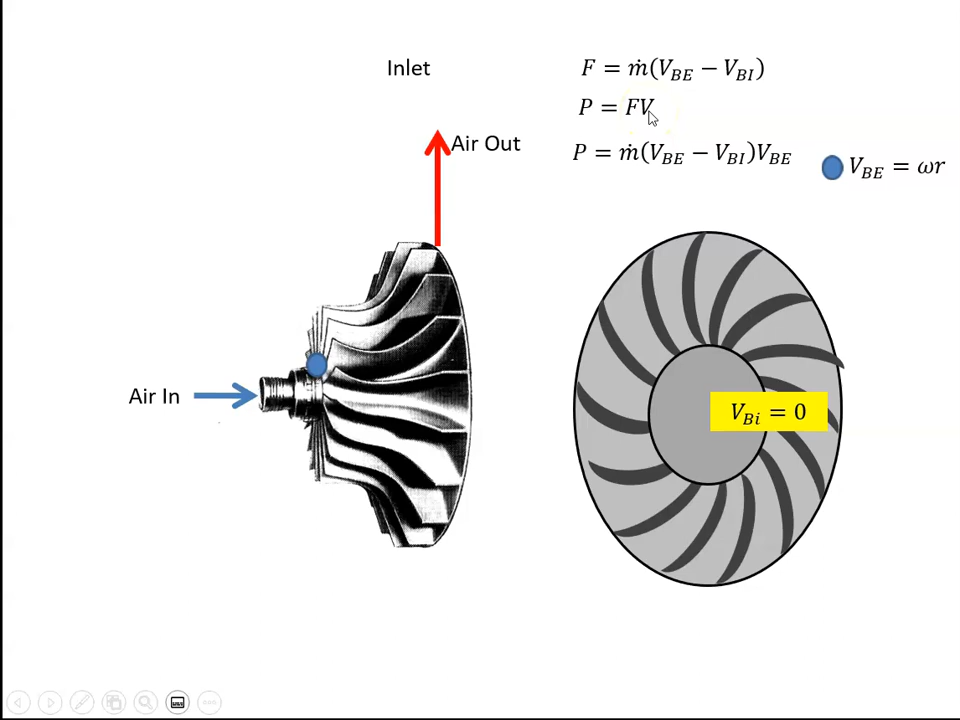 Inlet
F = ṁ(V_BE − V_BI)
P = FV
Air Out
P = ṁ(V_BE − V_BI)V_BE
V_BE = ωr
Air In
V_Bi = 0